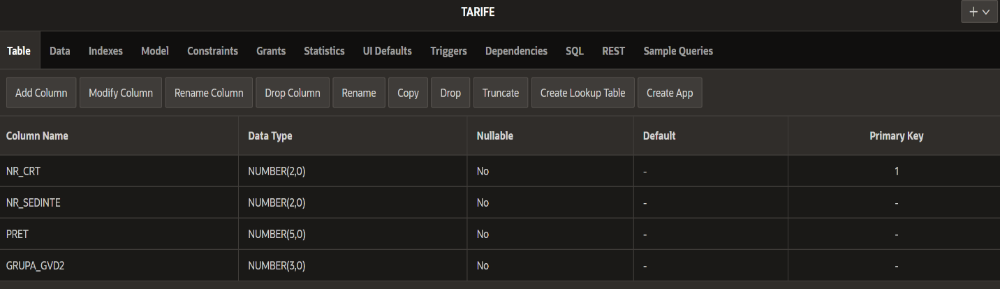 TARIFE
Table Data Indexes Model Constraints Grants Statistics UI Defaults Triggers Dependencies SQL REST Sample Queries
Add Column Modify Column Rename Column Drop Column Rename Copy Drop Truncate Create Lookup Table Create App
Column Name Data Type Nullable Default Primary Key
NR_CRT NUMBER(2,0) No - 1
NR_SEDINTE NUMBER(2,0) No - -
PRET NUMBER(5,0) No - -
GRUPA_GVD2 NUMBER(3,0) No - -